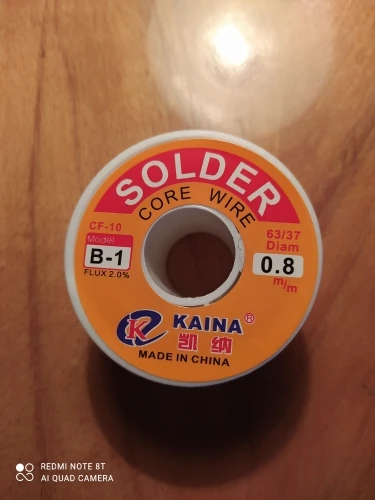 SOLDER
CORE WIRE
CF-10
Model
B-1
FLUX 2.0%
63/37
Diam
0.8
m/m
K
KAINA®
凯纳
MADE IN CHINA
REDMI NOTE 8T
AI QUAD CAMERA